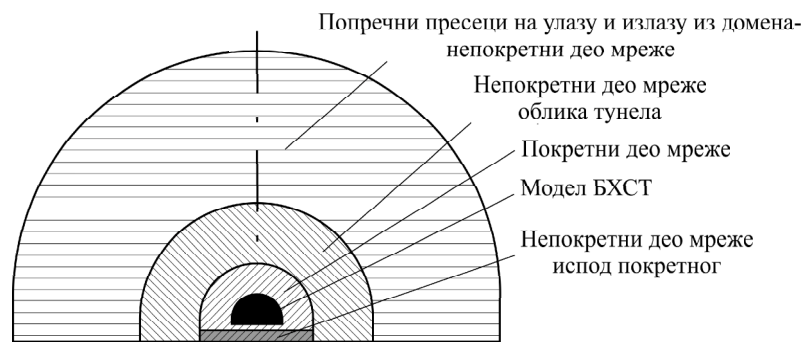 Попречни пресеци на улазу и излазу из домена-
непокретни део мреже
Непокретни део мреже
облика тунела
Покретни део мреже
Модел БХСТ
Непокретни део мреже
испод покретног